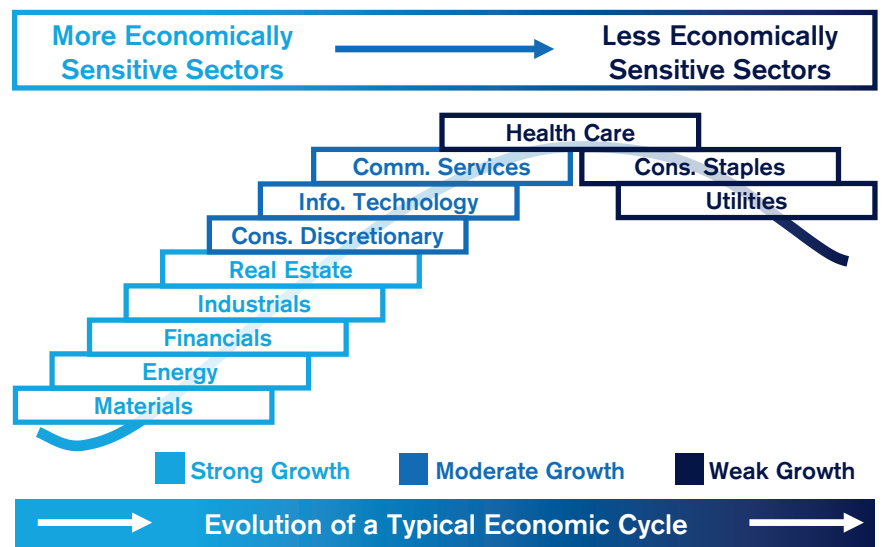 More Economically
Sensitive Sectors
Less Economically
Sensitive Sectors
Health Care
Comm. Services
Cons. Staples
Info. Technology
Utilities
Cons. Discretionary
Real Estate
Industrials
Financials
Energy
Materials
Strong Growth
Moderate Growth
Weak Growth
Evolution of a Typical Economic Cycle